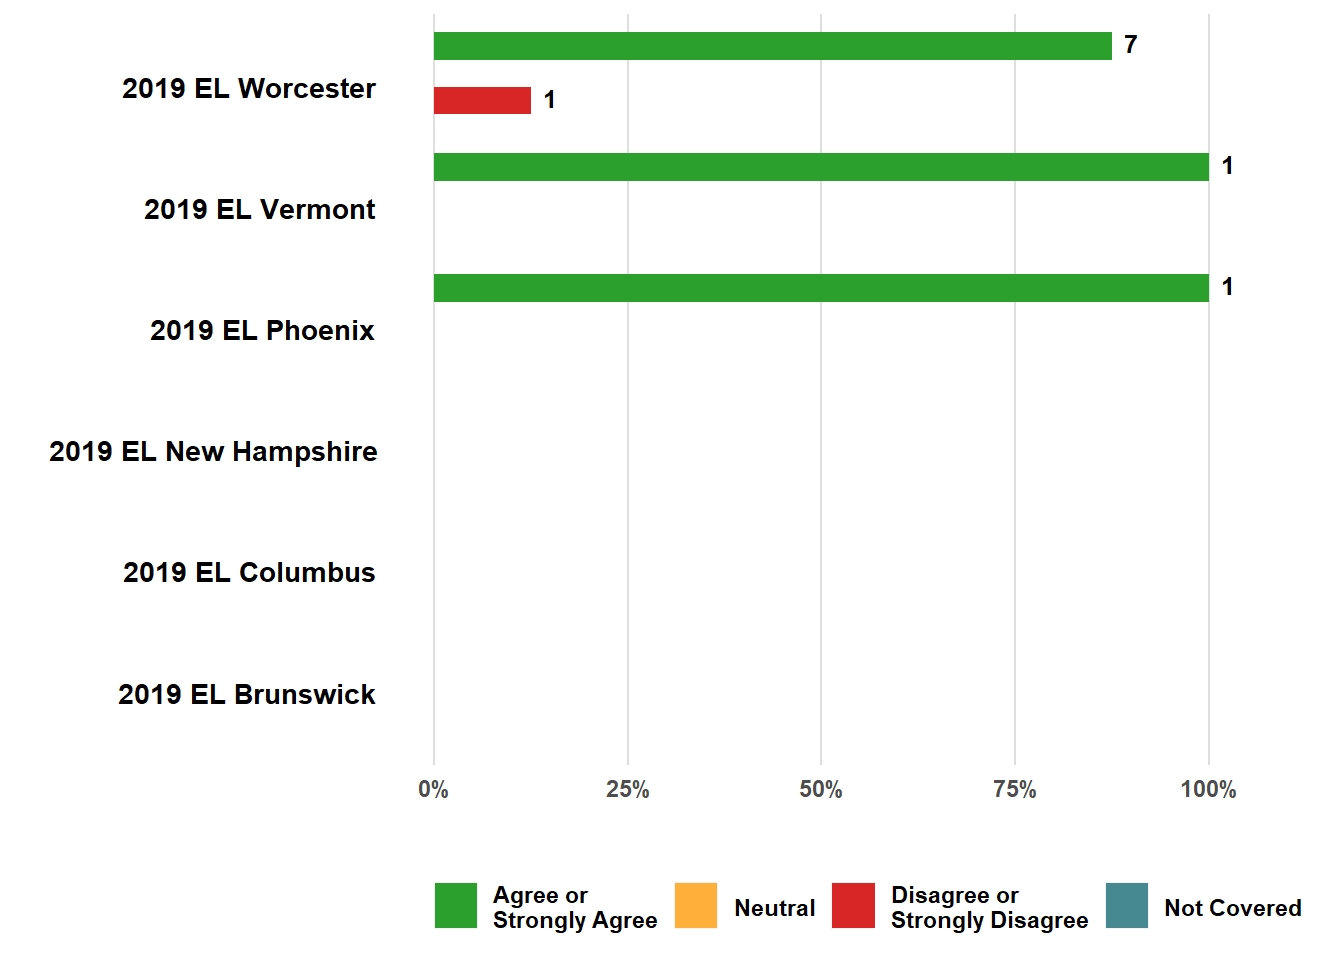 7
2019 EL Worcester
1
1
2019 EL Vermont
1
2019 EL Phoenix
2019 EL New Hampshire
2019 EL Columbus
2019 EL Brunswick
0% 25% 50% 75% 100%
Agree or
Strongly Agree
Neutral
Disagree or
Strongly Disagree
Not Covered